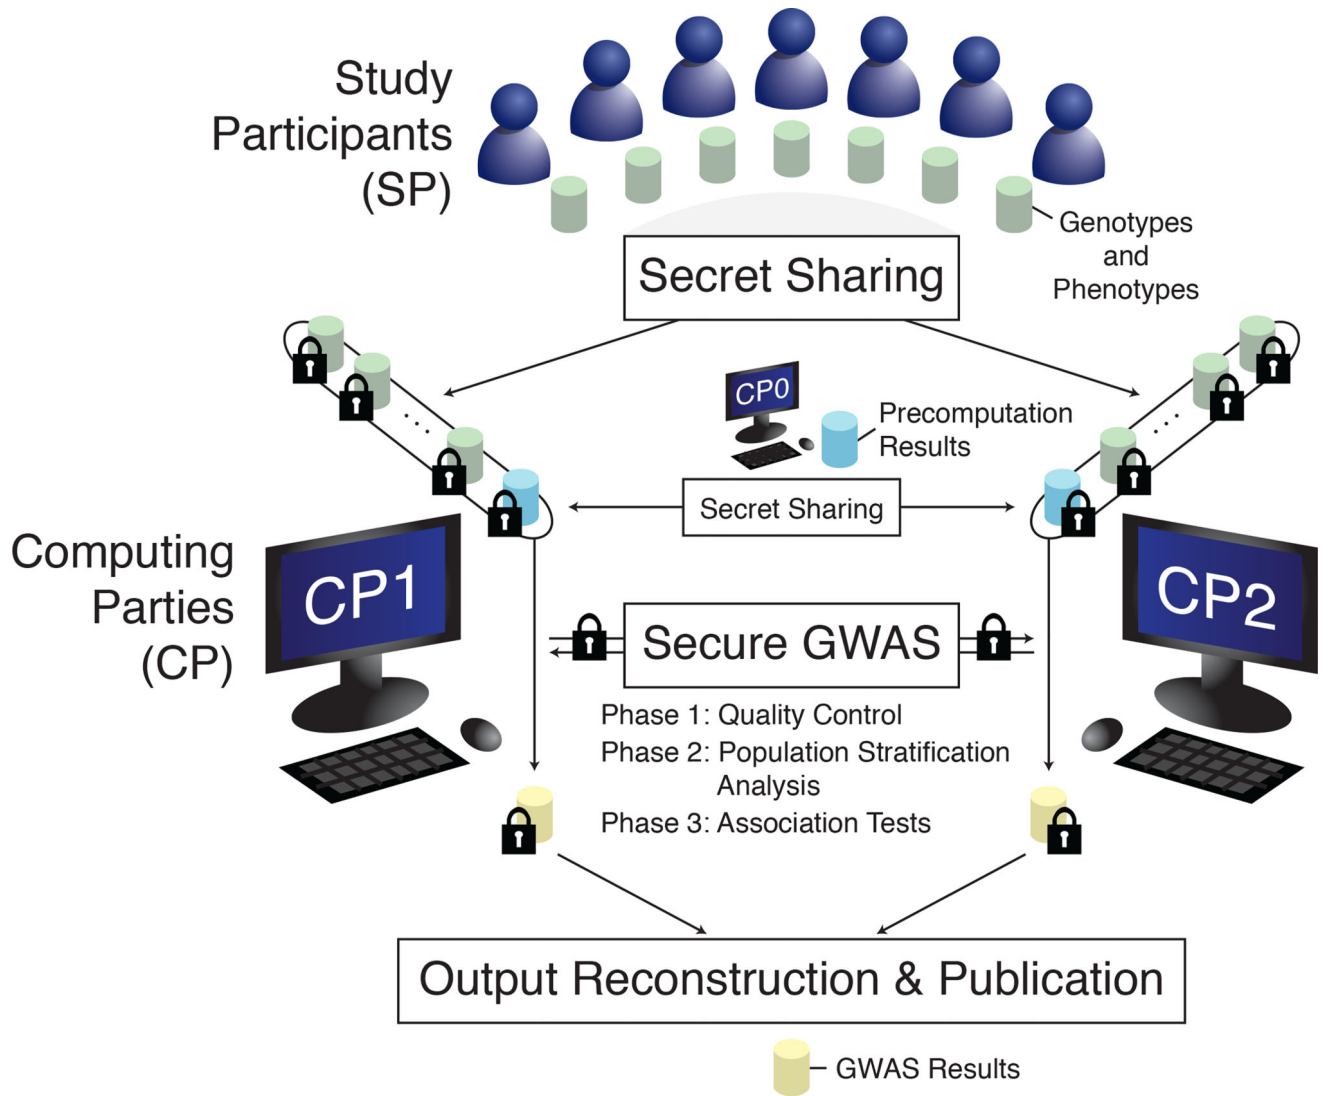 Study
Participants
(SP)
Genotypes
and
Phenotypes
Secret Sharing
CP0
Precomputation
Results
Secret Sharing
Computing
Parties
(CP)
CP1
CP2
Secure GWAS
Phase 1: Quality Control
Phase 2: Population Stratification
Analysis
Phase 3: Association Tests
Output Reconstruction & Publication
GWAS Results